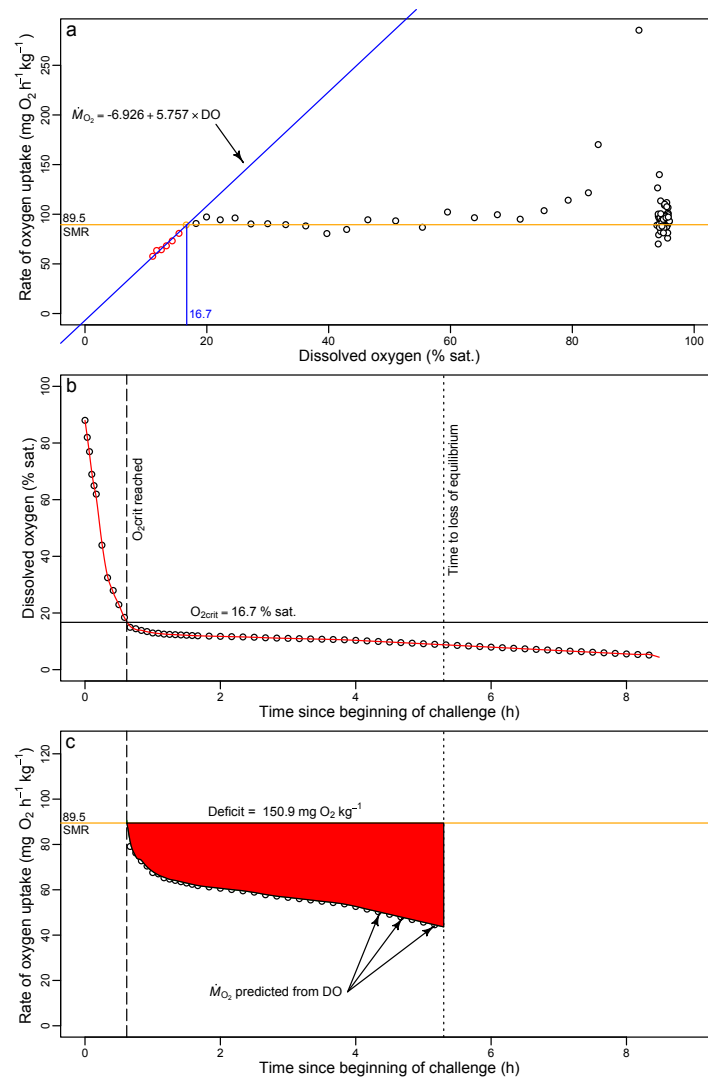 a
Rate of oxygen uptake (mg O₂ h⁻¹ kg⁻¹)
250
200
150
100
50
0
ṀO₂ = -6.926 + 5.757 × DO
89.5
SMR
16.7
0 20 40 60 80 100
Dissolved oxygen (% sat.)
b
Dissolved oxygen (% sat.)
100
80
60
40
20
0
O₂crit reached
Time to loss of equilibrium
O₂crit = 16.7 % sat.
0 2 4 6 8
Time since beginning of challenge (h)
c
Rate of oxygen uptake (mg O₂ h⁻¹ kg⁻¹)
120
100
80
60
40
20
0
Deficit = 150.9 mg O₂ kg⁻¹
89.5
SMR
ṀO₂ predicted from DO
0 2 4 6 8
Time since beginning of challenge (h)